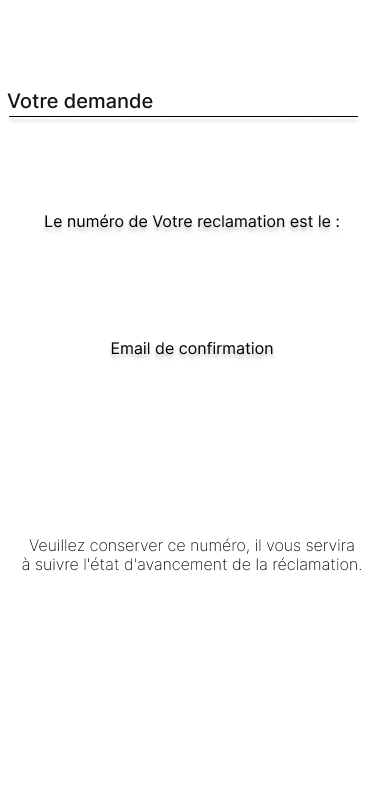 Votre demande
Le numéro de Votre reclamation est le :
Email de confirmation
Veuillez conserver ce numéro, il vous servira
à suivre l'état d'avancement de la réclamation.